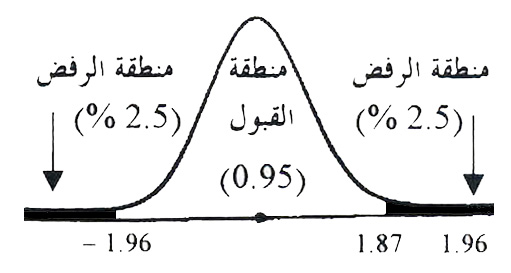 منطقة الرفض
(2.5 %)
منطقة
القبول
(0.95)
منطقة الرفض
(2.5 %)
– 1.96
1.87
1.96